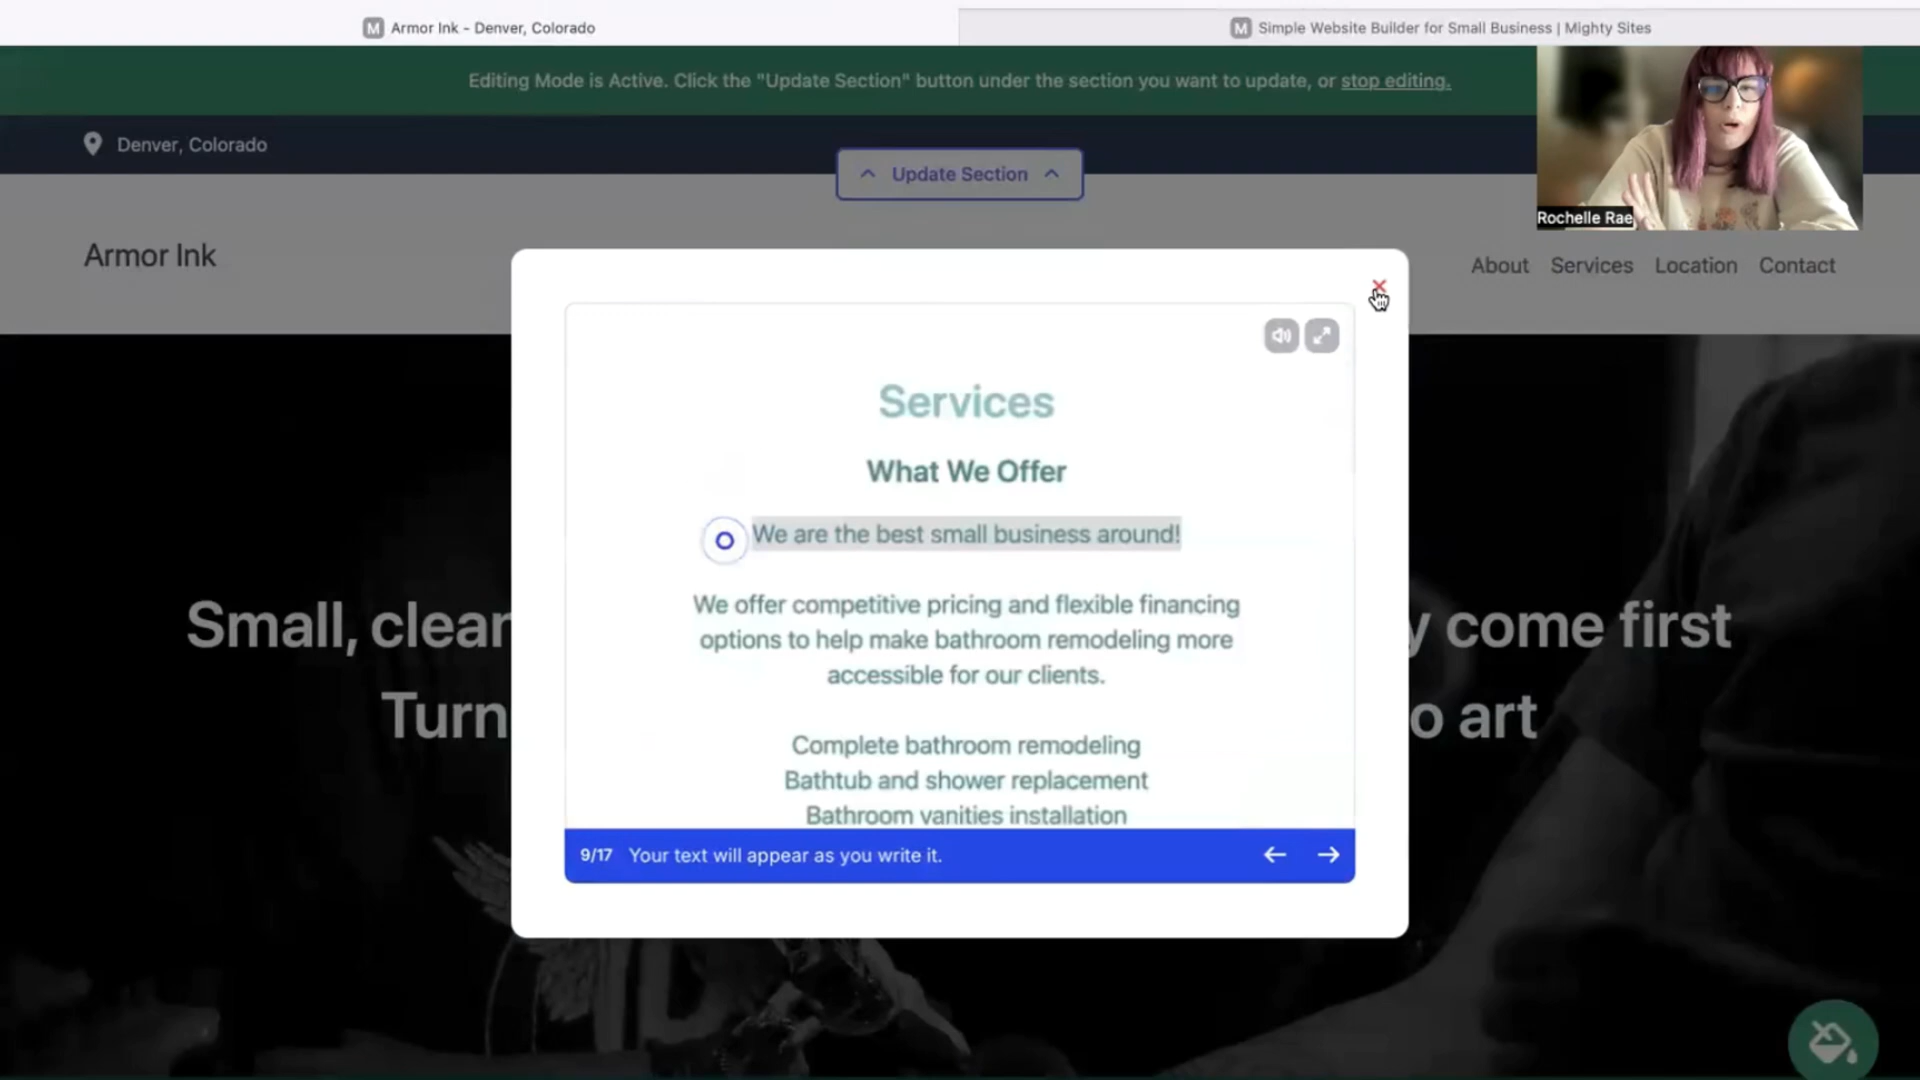 Armor Ink - Denver, Colorado
Simple Website Builder for Small Business | Mighty Sites
Editing Mode is Active. Click the "Update Section" button under the section you want to update, or stop editing.
Denver, Colorado
Update Section
Rochelle Rae
Armor Ink
About Services Location Contact
Services
What We Offer
We are the best small business around!
We offer competitive pricing and flexible financing
options to help make bathroom remodeling more
accessible for our clients.
Complete bathroom remodeling
Bathtub and shower replacement
Bathroom vanities installation
Small, clean
come first
Turn
art
9/17 Your text will appear as you write it.